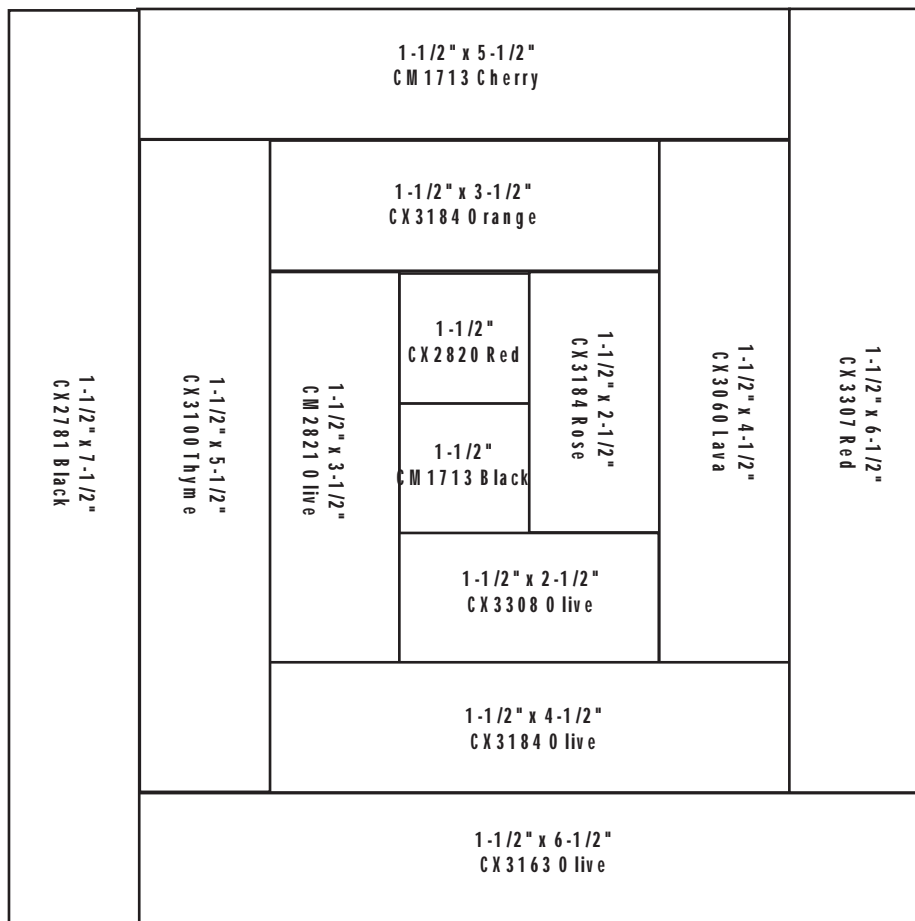 1-1/2" x 5-1/2"
CM1713 Cherry
1-1/2" x 3-1/2"
CX3184 Orange
1-1/2"
CX2820 Red
1-1/2"
CM1713 Black
1-1/2" x 2-1/2"
CX3184 Rose
1-1/2" x 2-1/2"
CX3308 Olive
1-1/2" x 3-1/2"
CM2821 Olive
1-1/2" x 4-1/2"
CX3060 Lava
1-1/2" x 4-1/2"
CX3184 Olive
1-1/2" x 5-1/2"
CX3100 Thyme
1-1/2" x 6-1/2"
CX3307 Red
1-1/2" x 6-1/2"
CX3163 Olive
1-1/2" x 7-1/2"
CX2781 Black